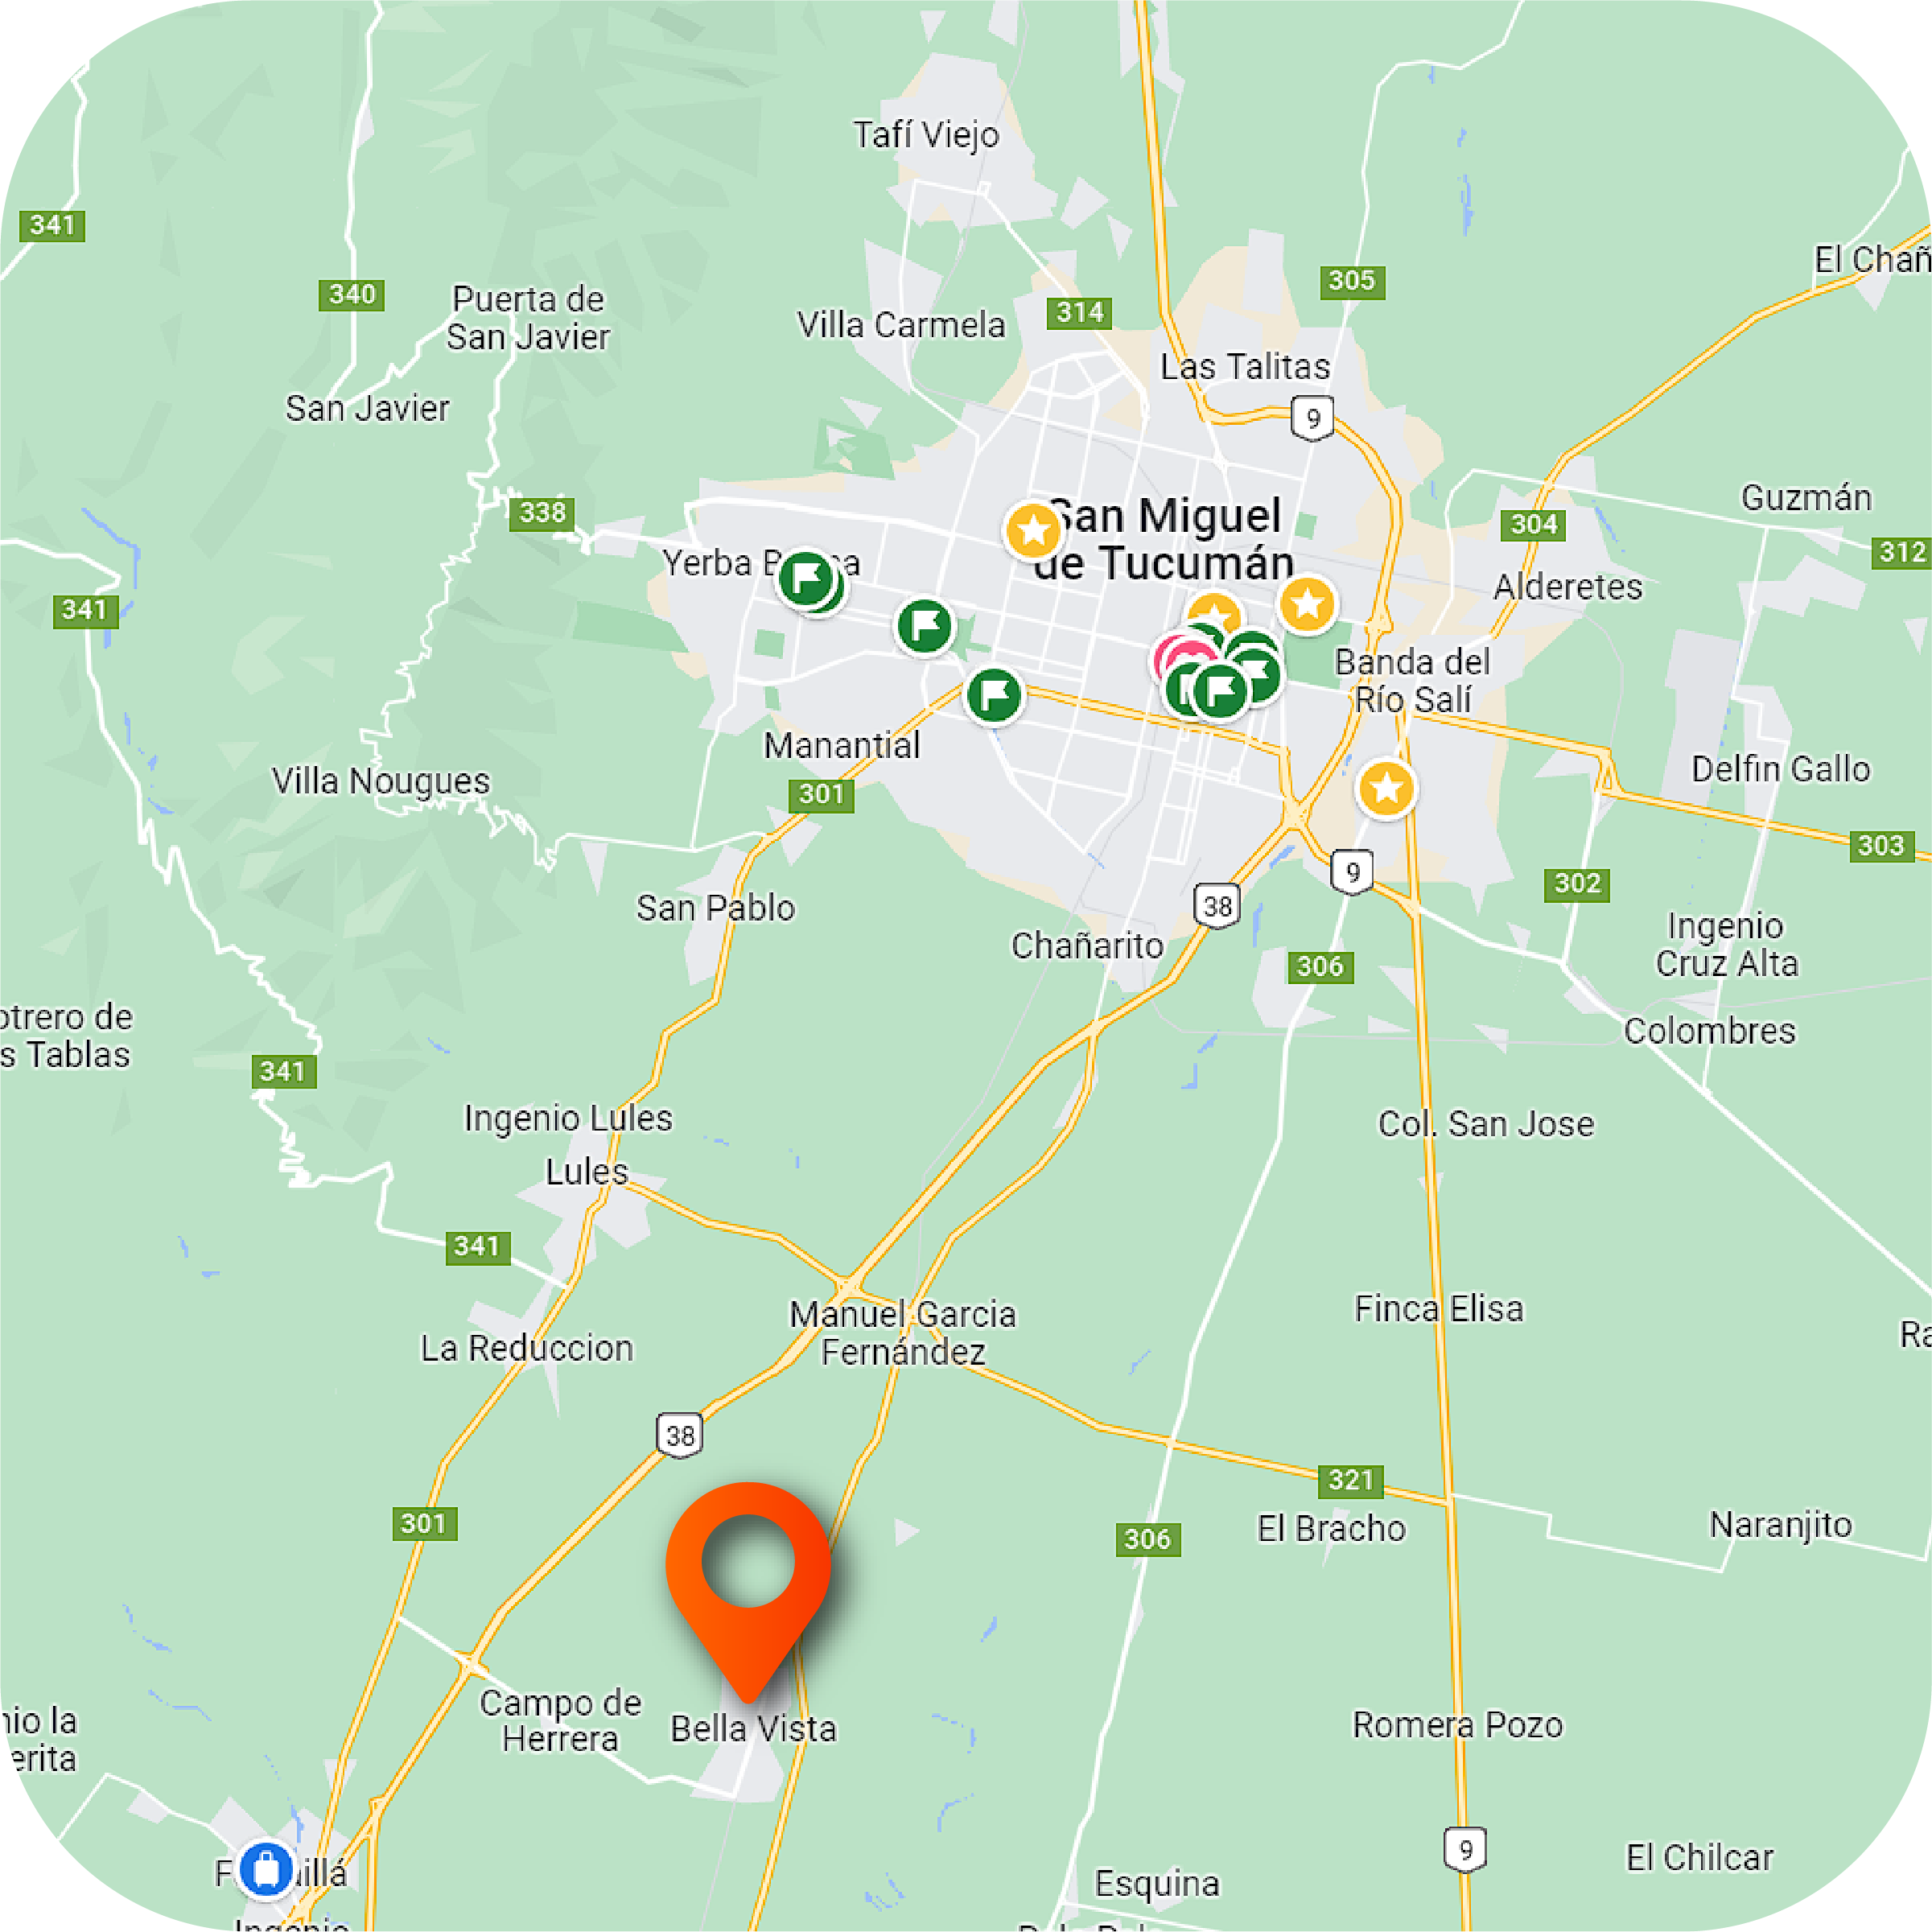 Tafí Viejo
341
El Chañ
305
340
Puerta de
San Javier
314
Villa Carmela
Las Talitas
San Javier
9
338
San Miguel
de Tucumán
Guzmán
304
312
Yerba B
a
Alderetes
341
Banda del
Río Salí
Manantial
Villa Nougues
301
Delfin Gallo
303
9
302
San Pablo
38
Chañarito
306
Ingenio
Cruz Alta
otrero de
s Tablas
Colombres
341
Ingenio Lules
Col. San Jose
Lules
341
Manuel Garcia
Fernández
Finca Elisa
La Reduccion
Ra
38
321
301
306
El Bracho
Naranjito
Campo de
Herrera
Bella Vista
Romera Pozo
nio la
erita
9
F
illá
El Chilcar
Esquina
Ingenio